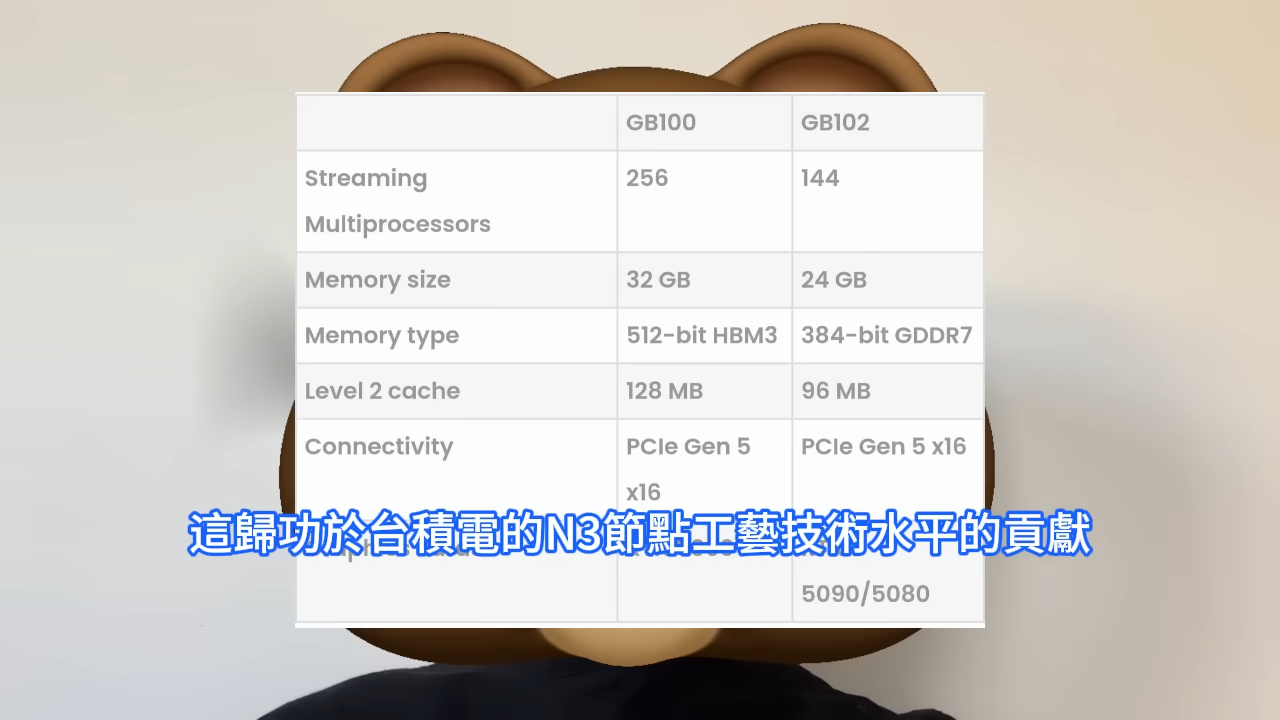 GB100 GB102
Streaming 256 144
Multiprocessors
Memory size 32 GB 24 GB
Memory type 512-bit HBM3 384-bit GDDR7
Level 2 cache 128 MB 96 MB
Connectivity PCIe Gen 5 PCIe Gen 5 x16
x16
這歸功於台積電的N3節點工藝技術水平的貢獻
5090/5080